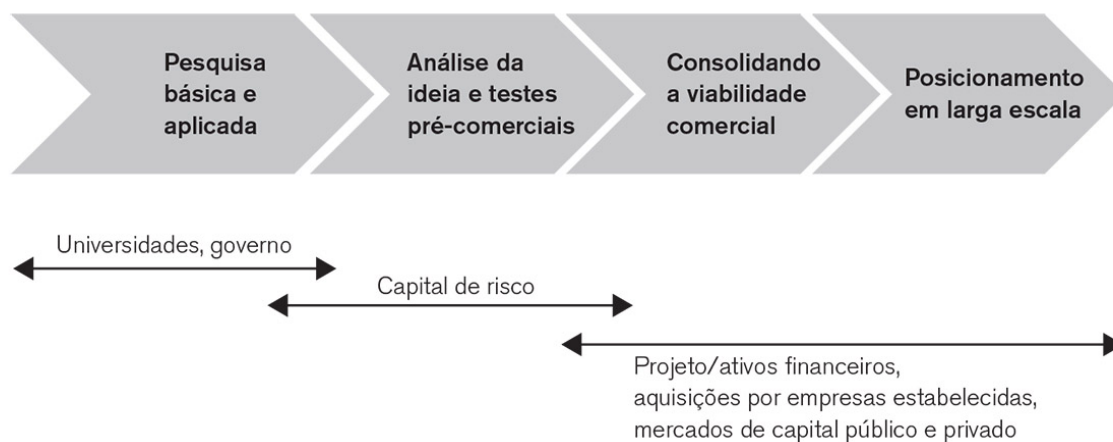 Pesquisa
básica e
aplicada
Análise da
ideia e testes
pré-comerciais
Consolidando
a viabilidade
comercial
Posicionamento
em larga escala
Universidades, governo
Capital de risco
Projeto/ativos financeiros,
aquisições por empresas estabelecidas,
mercados de capital público e privado